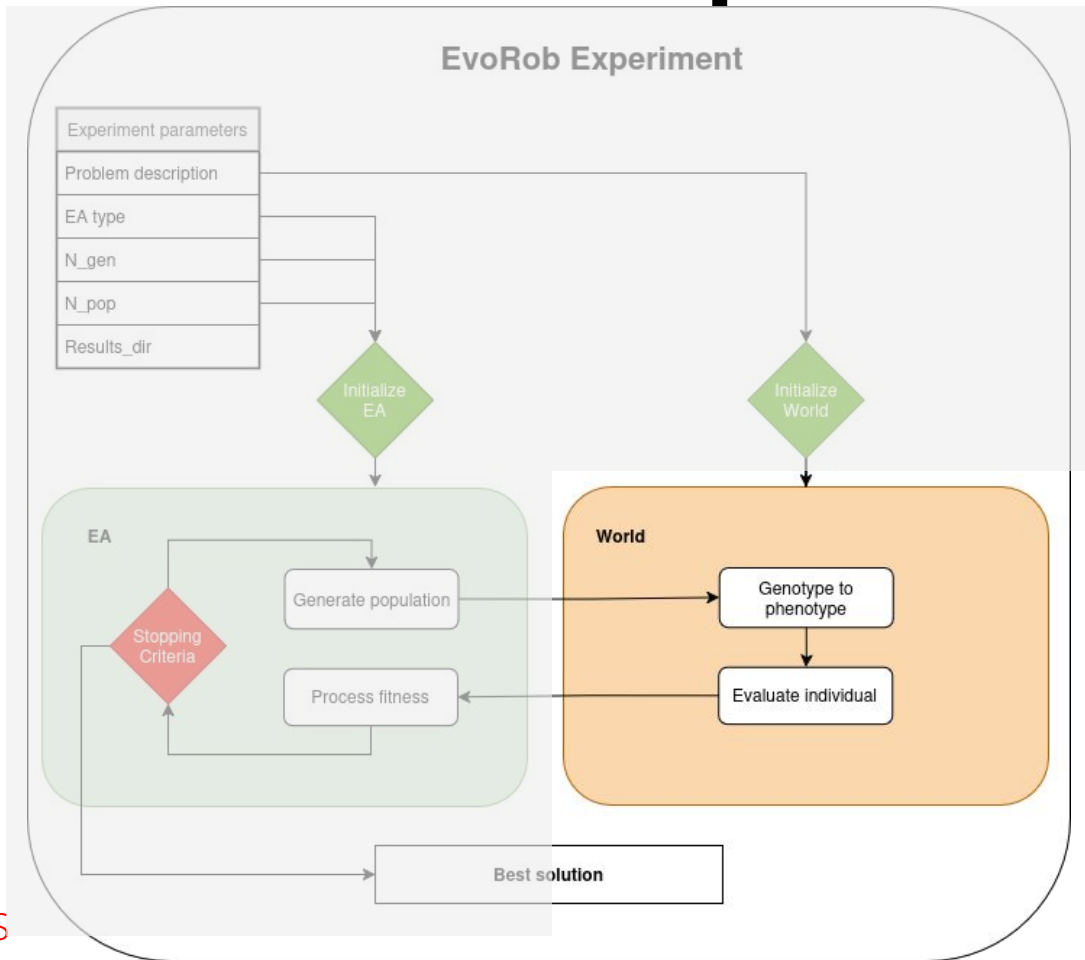 EvoRob Experiment
Experiment parameters
Problem description
EA type
N_gen
N_pop
Results_dir
Initialize
EA
Initialize
World
EA
World
Generate population
Genotype to
phenotype
Stopping
Criteria
Process fitness
Evaluate individual
Best solution
s